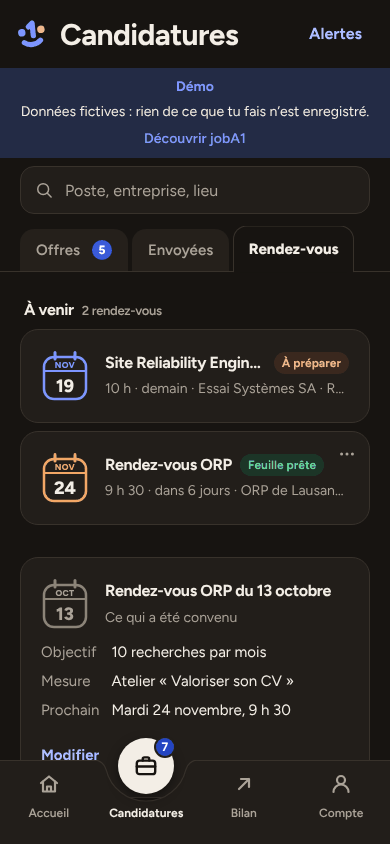 Candidatures
Alertes
Démo
Données fictives : rien de ce que tu fais n'est enregistré.
Découvrir jobA1
Poste, entreprise, lieu
Offres 5
Envoyées
Rendez-vous
À venir 2 rendez-vous
NOV
19
Site Reliability Engin...
À préparer
10 h · demain · Essai Systèmes SA · R...
NOV
24
Rendez-vous ORP
Feuille prête
9 h 30 · dans 6 jours · ORP de Lausan...
OCT
13
Rendez-vous ORP du 13 octobre
Ce qui a été convenu
Objectif 10 recherches par mois
Mesure Atelier « Valoriser son CV »
Prochain Mardi 24 novembre, 9 h 30
Modifier
7
Accueil
Candidatures
Bilan
Compte